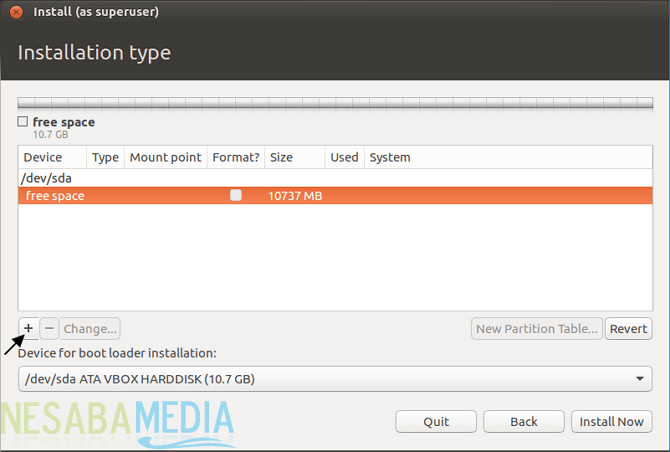 Install (as superuser)
Installation type
free space
10.7 GB
Device Type Mount point Format? Size Used System
/dev/sda
free space 10737 MB
+ − Change... New Partition Table... Revert
Device for boot loader installation:
/dev/sda ATA VBOX HARDDISK (10.7 GB)
NESABAMEDIA
Quit Back Install Now